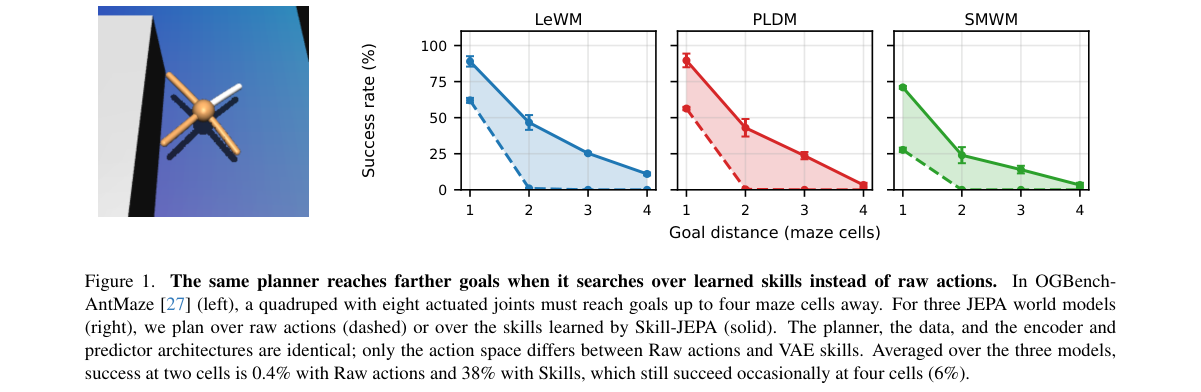 LeWM
PLDM
SMWM
Success rate (%)
100
75
50
25
0
1 2 3 4
1 2 3 4
1 2 3 4
Goal distance (maze cells)
Figure 1. The same planner reaches farther goals when it searches over learned skills instead of raw actions. In OGBench-
AntMaze [27] (left), a quadruped with eight actuated joints must reach goals up to four maze cells away. For three JEPA world models
(right), we plan over raw actions (dashed) or over the skills learned by Skill-JEPA (solid). The planner, the data, and the encoder and
predictor architectures are identical; only the action space differs between Raw actions and VAE skills. Averaged over the three models,
success at two cells is 0.4% with Raw actions and 38% with Skills, which still succeed occasionally at four cells (6%).